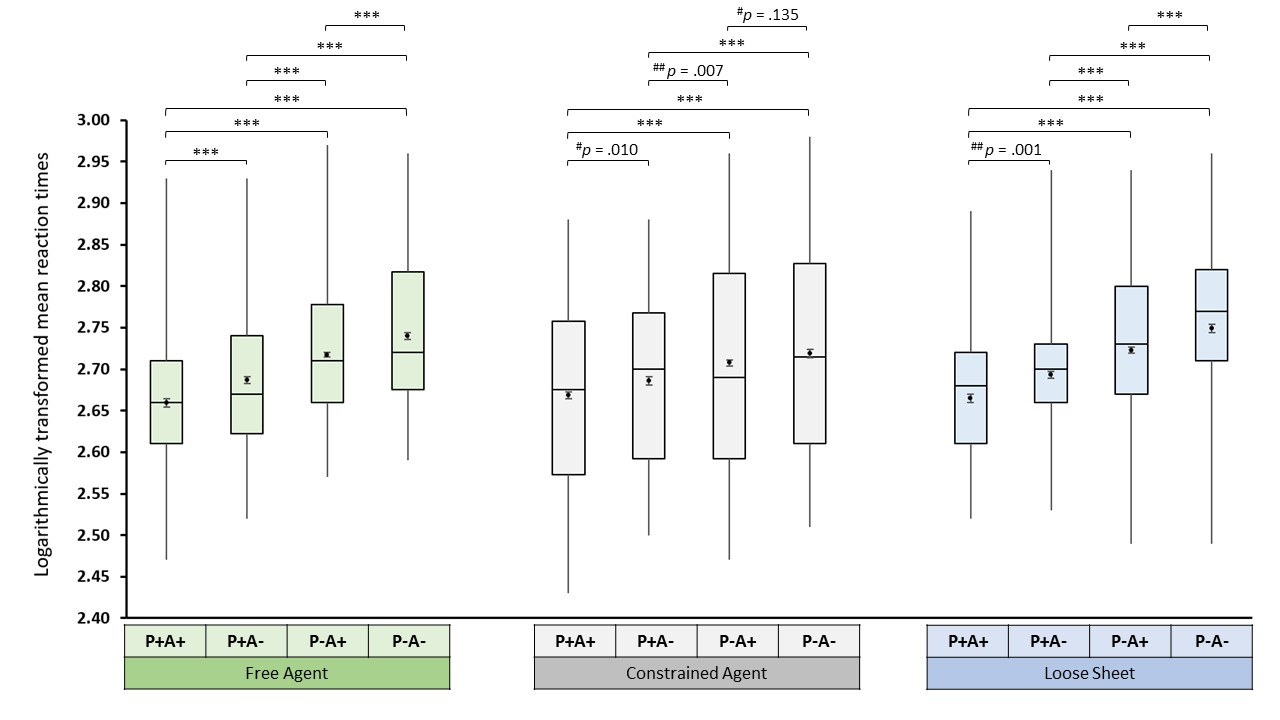 *** #p = .135 ***
*** *** ***
*** ##p = .007 ***
*** *** ***
*** *** ***
*** #p = .010 ##p = .001
Logarithmically transformed mean reaction times
3.00
2.95
2.90
2.85
2.80
2.75
2.70
2.65
2.60
2.55
2.50
2.45
2.40
P+A+ P+A- P-A+ P-A- P+A+ P+A- P-A+ P-A- P+A+ P+A- P-A+ P-A-
Free Agent Constrained Agent Loose Sheet